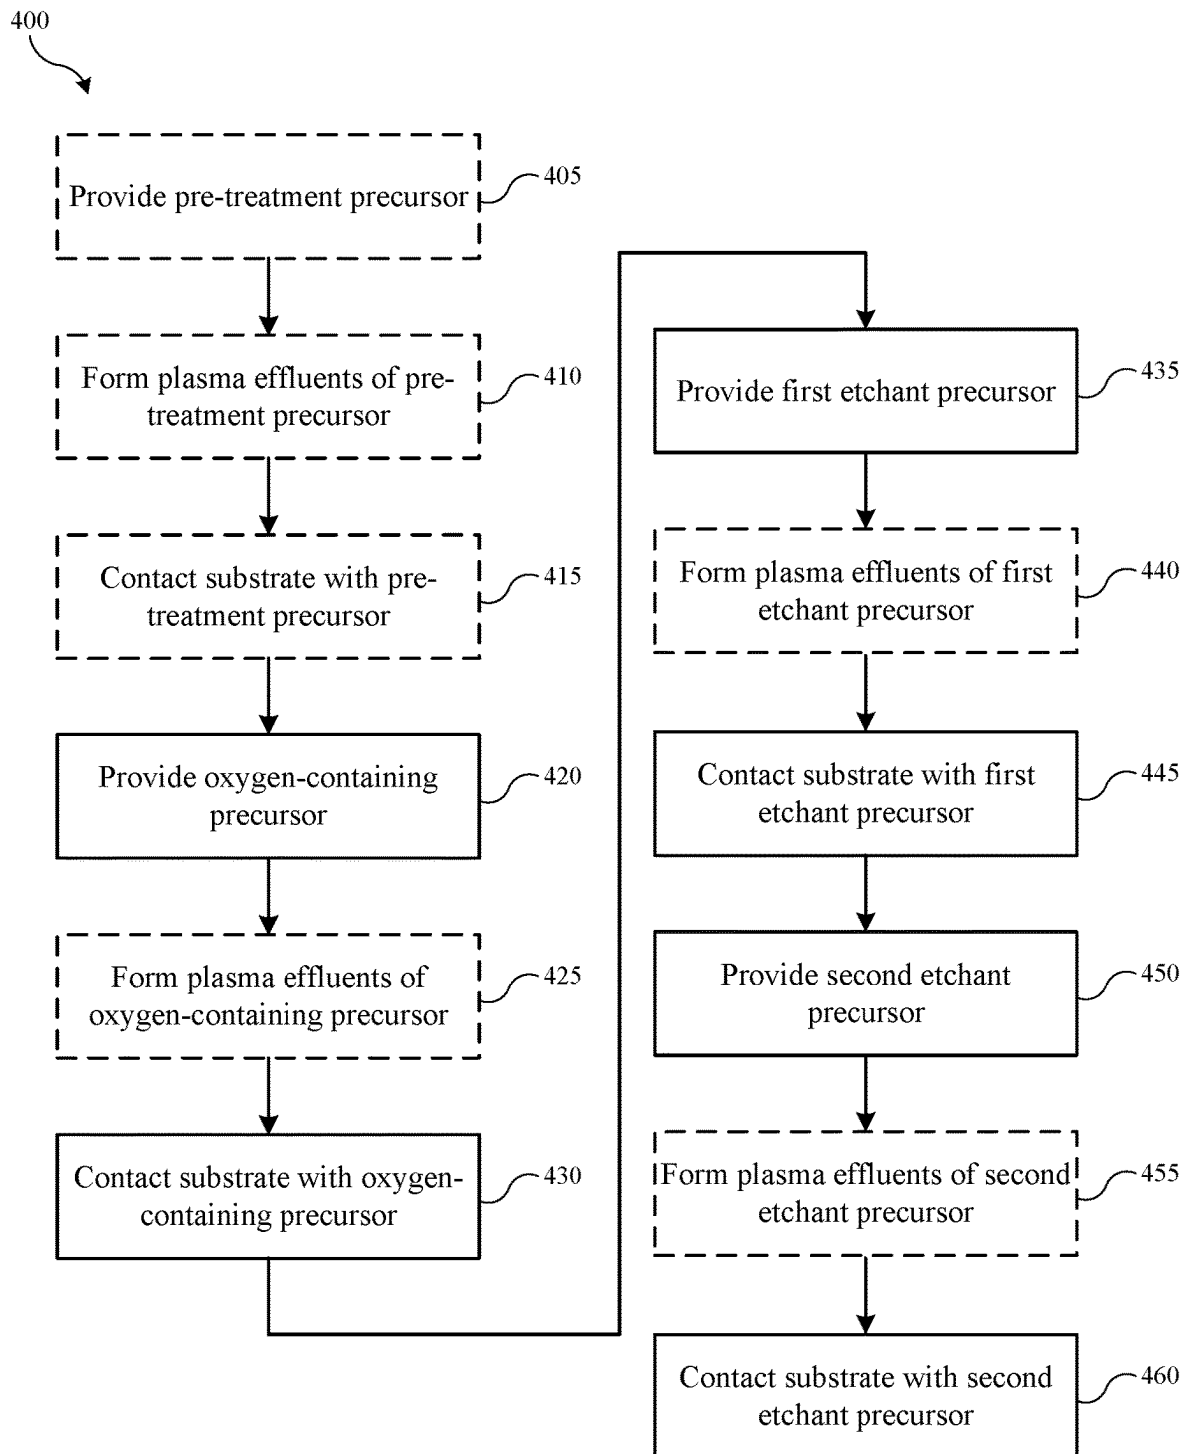 400
Provide pre-treatment precursor
405
Form plasma effluents of pre-
treatment precursor
410
Contact substrate with pre-
treatment precursor
415
Provide oxygen-containing
precursor
420
Form plasma effluents of
oxygen-containing precursor
425
Contact substrate with oxygen-
containing precursor
430
Provide first etchant precursor
435
Form plasma effluents of first
etchant precursor
440
Contact substrate with first
etchant precursor
445
Provide second etchant
precursor
450
Form plasma effluents of second
etchant precursor
455
Contact substrate with second
etchant precursor
460